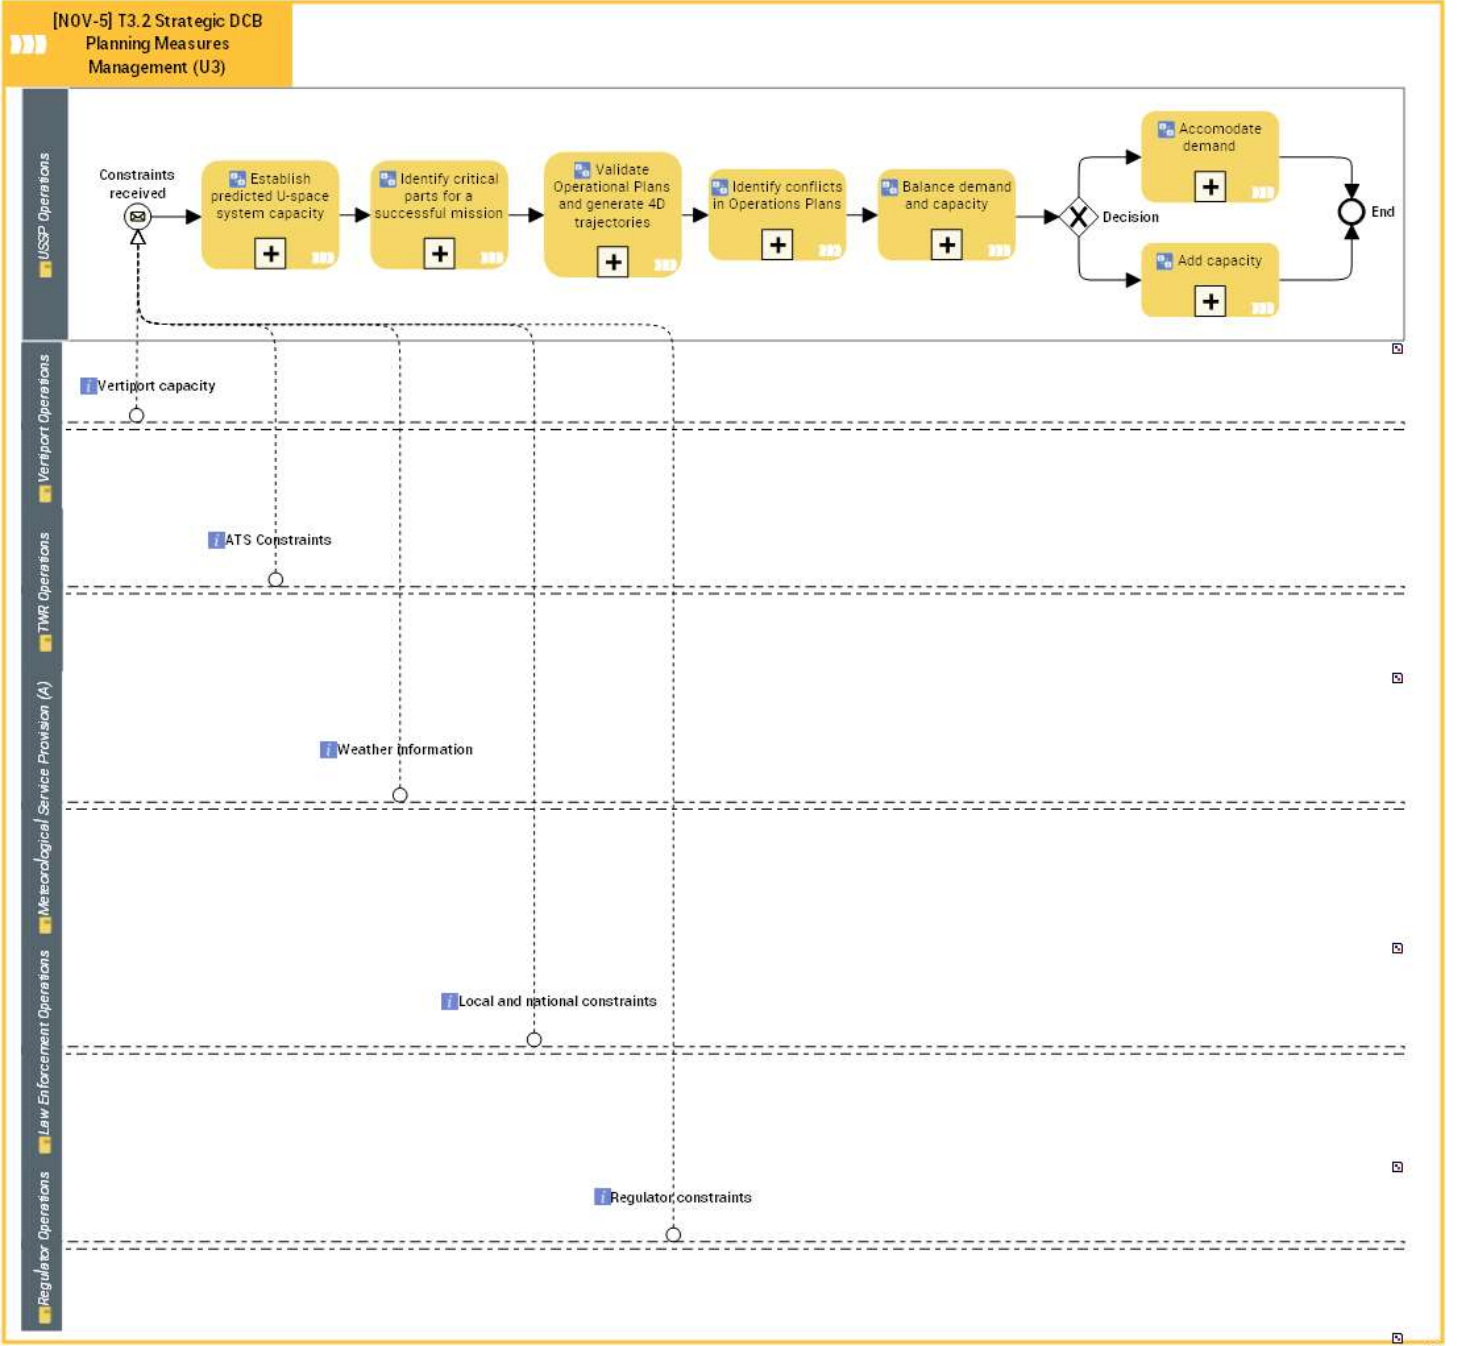 [NOV-5] T3.2 Strategic DCB
Planning Measures
Management (U3)
USSP Operations
Constraints
received
Establish
predicted U-space
system capacity
Identify critical
parts for a
successful mission
Validate
Operational Plans
and generate 4D
trajectories
Identify conflicts
in Operations Plans
Balance demand
and capacity
Decision
Accomodate
demand
Add capacity
End
Vertiport Operations
Vertiport capacity
TWR Operations
ATS Constraints
Meteorological Service Provision (A)
Weather information
Law Enforcement Operations
Local and national constraints
Regulator Operations
Regulator constraints